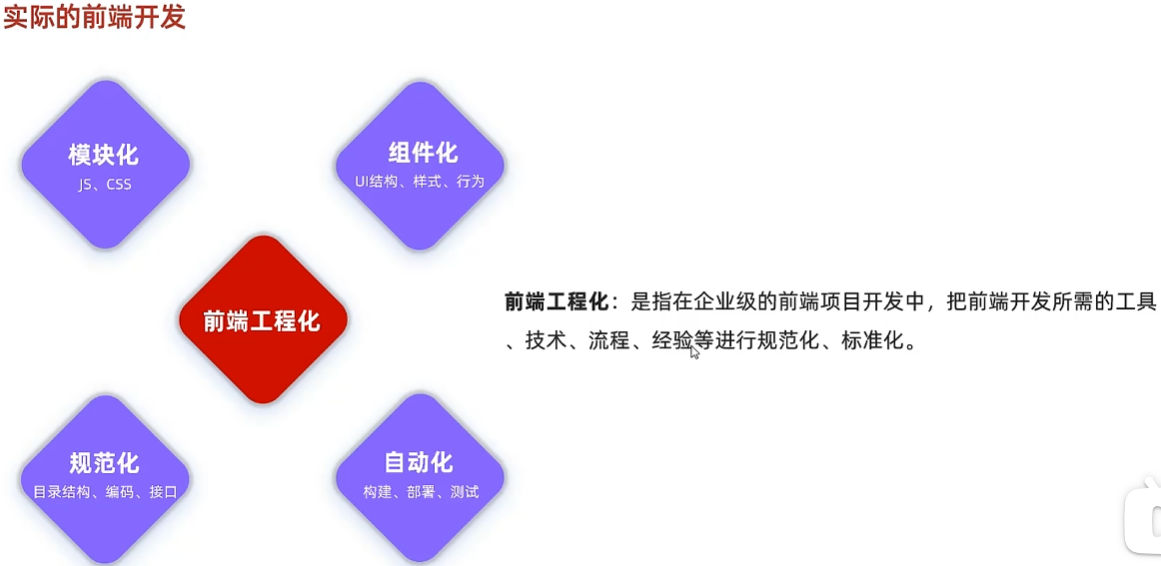 实际的前端开发
模块化
JS、CSS
组件化
UI结构、样式、行为
前端工程化
前端工程化：是指在企业级的前端项目开发中，把前端开发所需的工具
、技术、流程、经验等进行规范化、标准化。
规范化
目录结构、编码、接口
自动化
构建、部署、测试